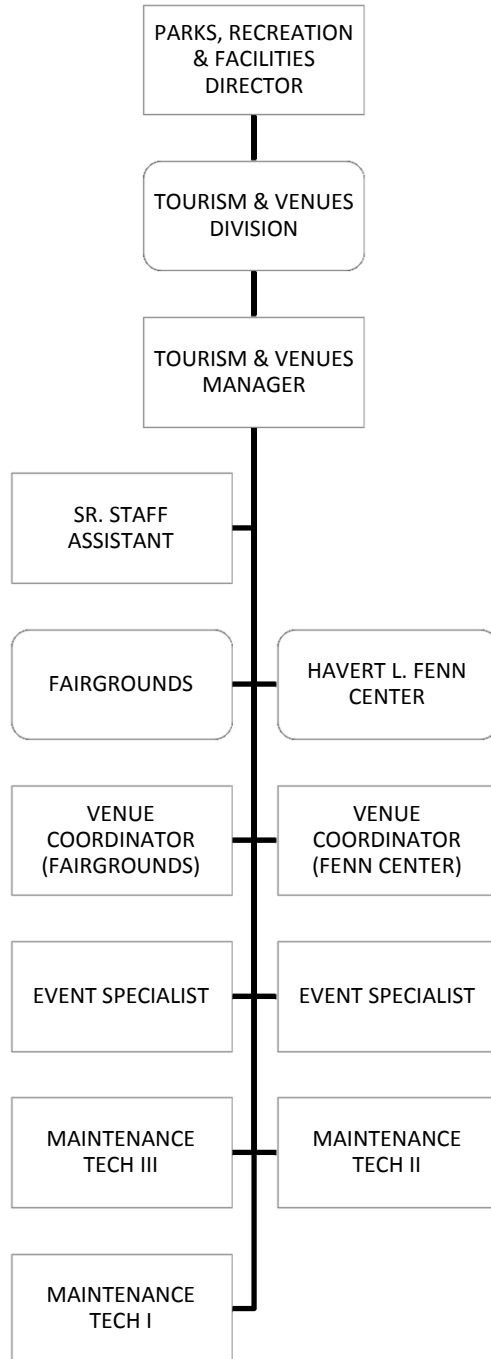 PARKS, RECREATION
& FACILITIES
DIRECTOR
TOURISM & VENUES
DIVISION
TOURISM & VENUES
MANAGER
SR. STAFF
ASSISTANT
FAIRGROUNDS
HAVERT L. FENN
CENTER
VENUE
COORDINATOR
(FAIRGROUNDS)
VENUE
COORDINATOR
(FENN CENTER)
EVENT SPECIALIST
EVENT SPECIALIST
MAINTENANCE
TECH III
MAINTENANCE
TECH II
MAINTENANCE
TECH I